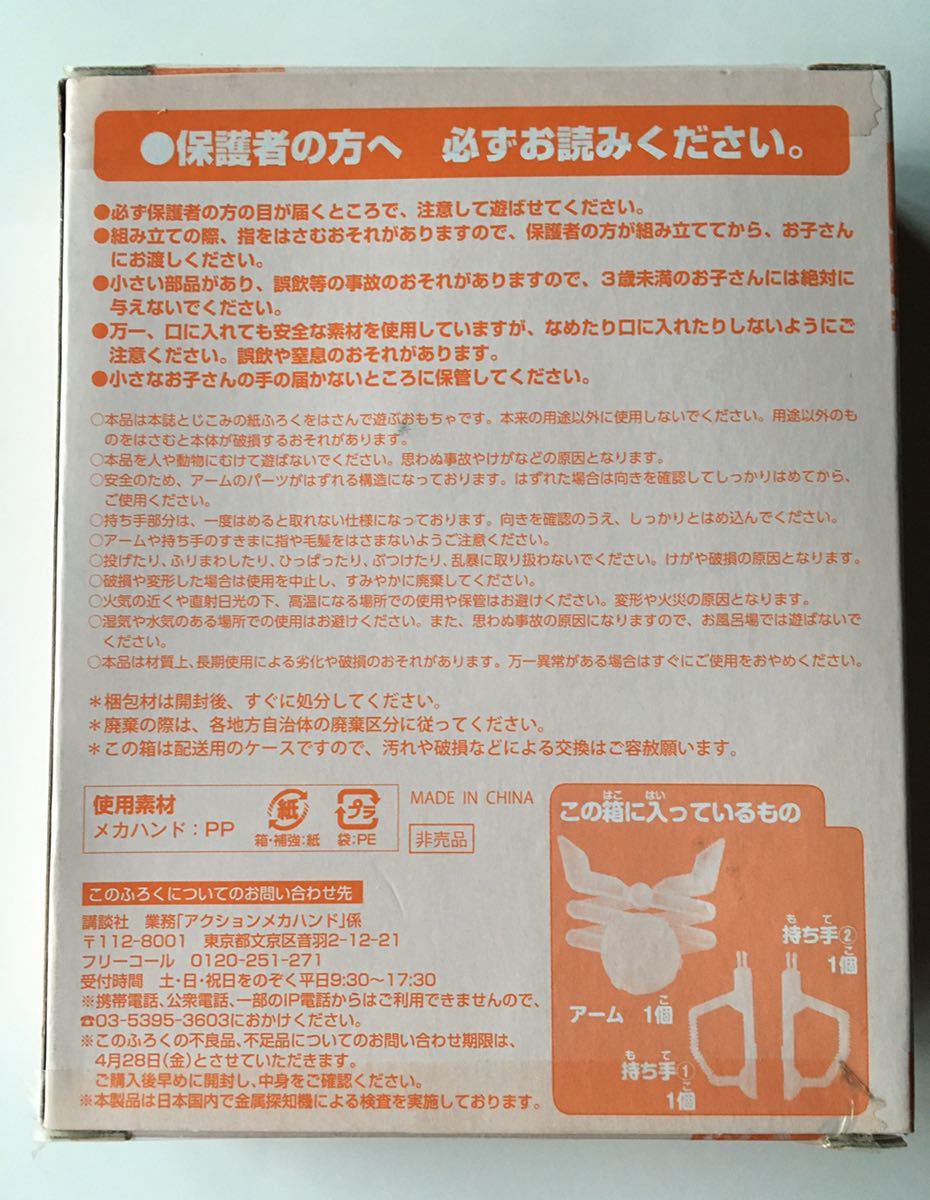 ●保護者の方へ　必ずお読みください。
●必ず保護者の方の目が届くところで、注意して遊ばせてください。
●組み立ての際、指をはさむおそれがありますので、保護者の方が組み立ててから、お子さん
にお渡しください。
●小さい部品があり、誤飲等の事故のおそれがありますので、３歳未満のお子さんには絶対に
与えないでください。
●万一、口に入れても安全な素材を使用していますが、なめたり口に入れたりしないようにご
注意ください。誤飲や窒息のおそれがあります。
●小さなお子さんの手の届かないところに保管してください。
○本品は本誌とじこみの紙ふろくをはさんで遊ぶおもちゃです。本来の用途以外に使用しないでください。用途以外のも
のをはさむと本体が破損するおそれがあります。
○本品を人や動物にむけて遊ばないでください。思わぬ事故やけがなどの原因となります。
○安全のため、アームのパーツがはずれる構造になっております。はずれた場合は向きを確認してしっかりはめてから、
ご使用ください。
○持ち手部分は、一度はめると取れない仕様になっております。向きを確認のうえ、しっかりとはめ込んでください。
○アームや持ち手のすきまに指や毛髪をはさまないようご注意ください。
○投げたり、ふりまわしたり、ひっぱったり、ぶつけたり、乱暴に取り扱わないでください。けがや破損の原因となります。
○破損や変形した場合は使用を中止し、すみやかに廃棄してください。
○火気の近くや直射日光の下、高温になる場所での使用や保管はお避けください。変形や火災の原因となります。
○湿気や水気のある場所での使用はお避けください。また、思わぬ事故の原因になりますので、お風呂場では遊ばないで
ください。
○本品は材質上、長期使用による劣化や破損のおそれがあります。万一異常がある場合はすぐにご使用をおやめください。
＊梱包材は開封後、すぐに処分してください。
＊廃棄の際は、各地方自治体の廃棄区分に従ってください。
＊この箱は配送用のケースですので、汚れや破損などによる交換はご容赦願います。
使用素材
メカハンド：PP
紙
箱・補強：紙
プラ
袋：PE
MADE IN CHINA
非売品
このふろくについてのお問い合わせ先
講談社　業務「アクションメカハンド」係
〒112-8001　東京都文京区音羽2-12-21
フリーコール　0120-251-271
受付時間　土・日・祝日をのぞく平日9:30〜17:30
※携帯電話、公衆電話、一部のIP電話からはご利用できませんので、
☎03-5395-3603におかけください。
※このふろくの不良品、不足品についてのお問い合わせ期限は、
4月28日(金)とさせていただきます。
ご購入後早めに開封し、中身をご確認ください。
※本製品は日本国内で金属探知機による検査を実施しております。
はこ　はい
この箱に入っているもの
こ
アーム　1個
も　て
持ち手②
こ
1個
も　て
持ち手①
こ
1個